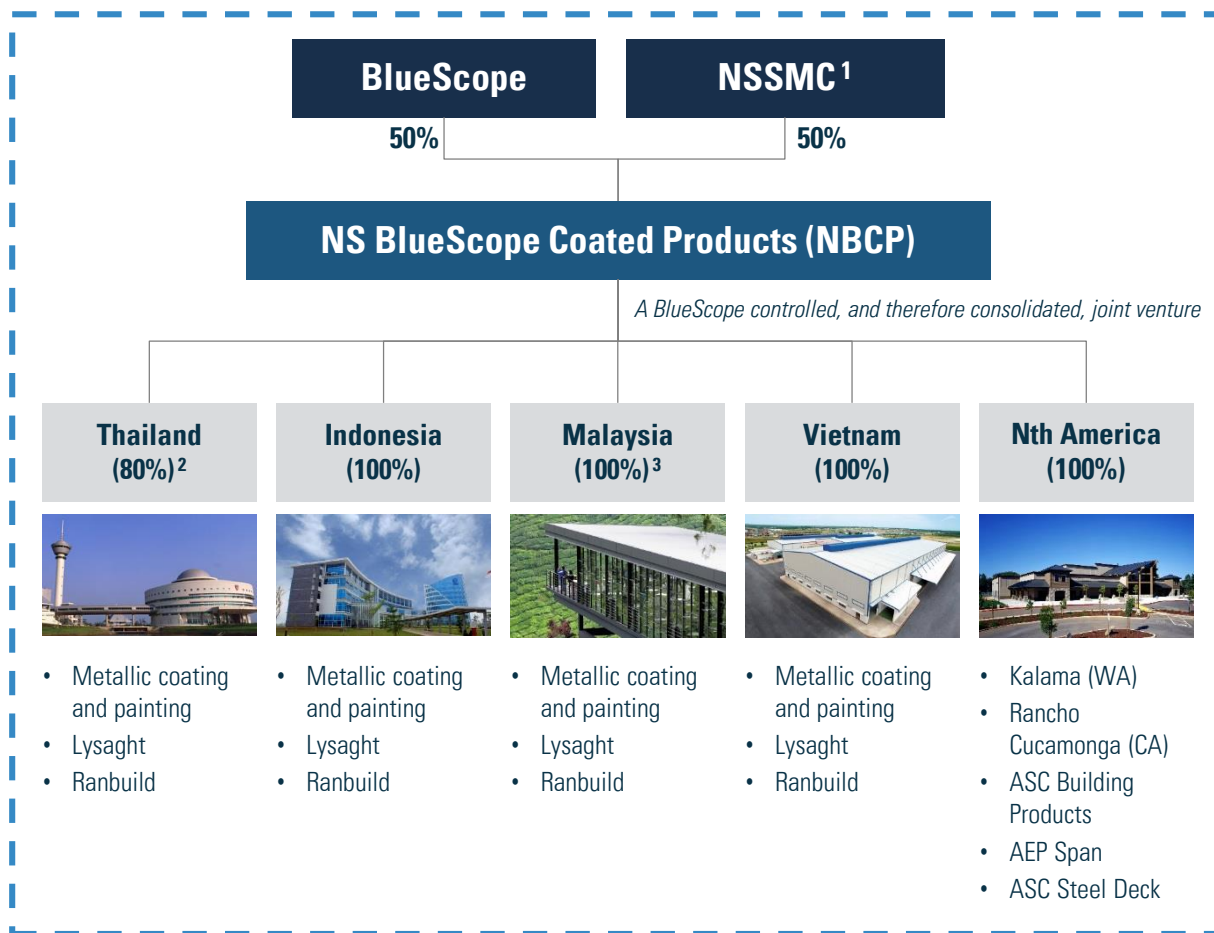 BlueScope
NSSMC 1
50%
50%
NS BlueScope Coated Products (NBCP)
A BlueScope controlled, and therefore consolidated, joint venture
Thailand
(80%) 2
Indonesia
(100%)
Malaysia
(100%) 3
Vietnam
(100%)
Nth America
(100%)
• Metallic coating
and painting
• Lysaght
• Ranbuild
• Metallic coating
and painting
• Lysaght
• Ranbuild
• Metallic coating
and painting
• Lysaght
• Ranbuild
• Metallic coating
and painting
• Lysaght
• Ranbuild
• Kalama (WA)
• Rancho
Cucamonga (CA)
• ASC Building
Products
• AEP Span
• ASC Steel Deck